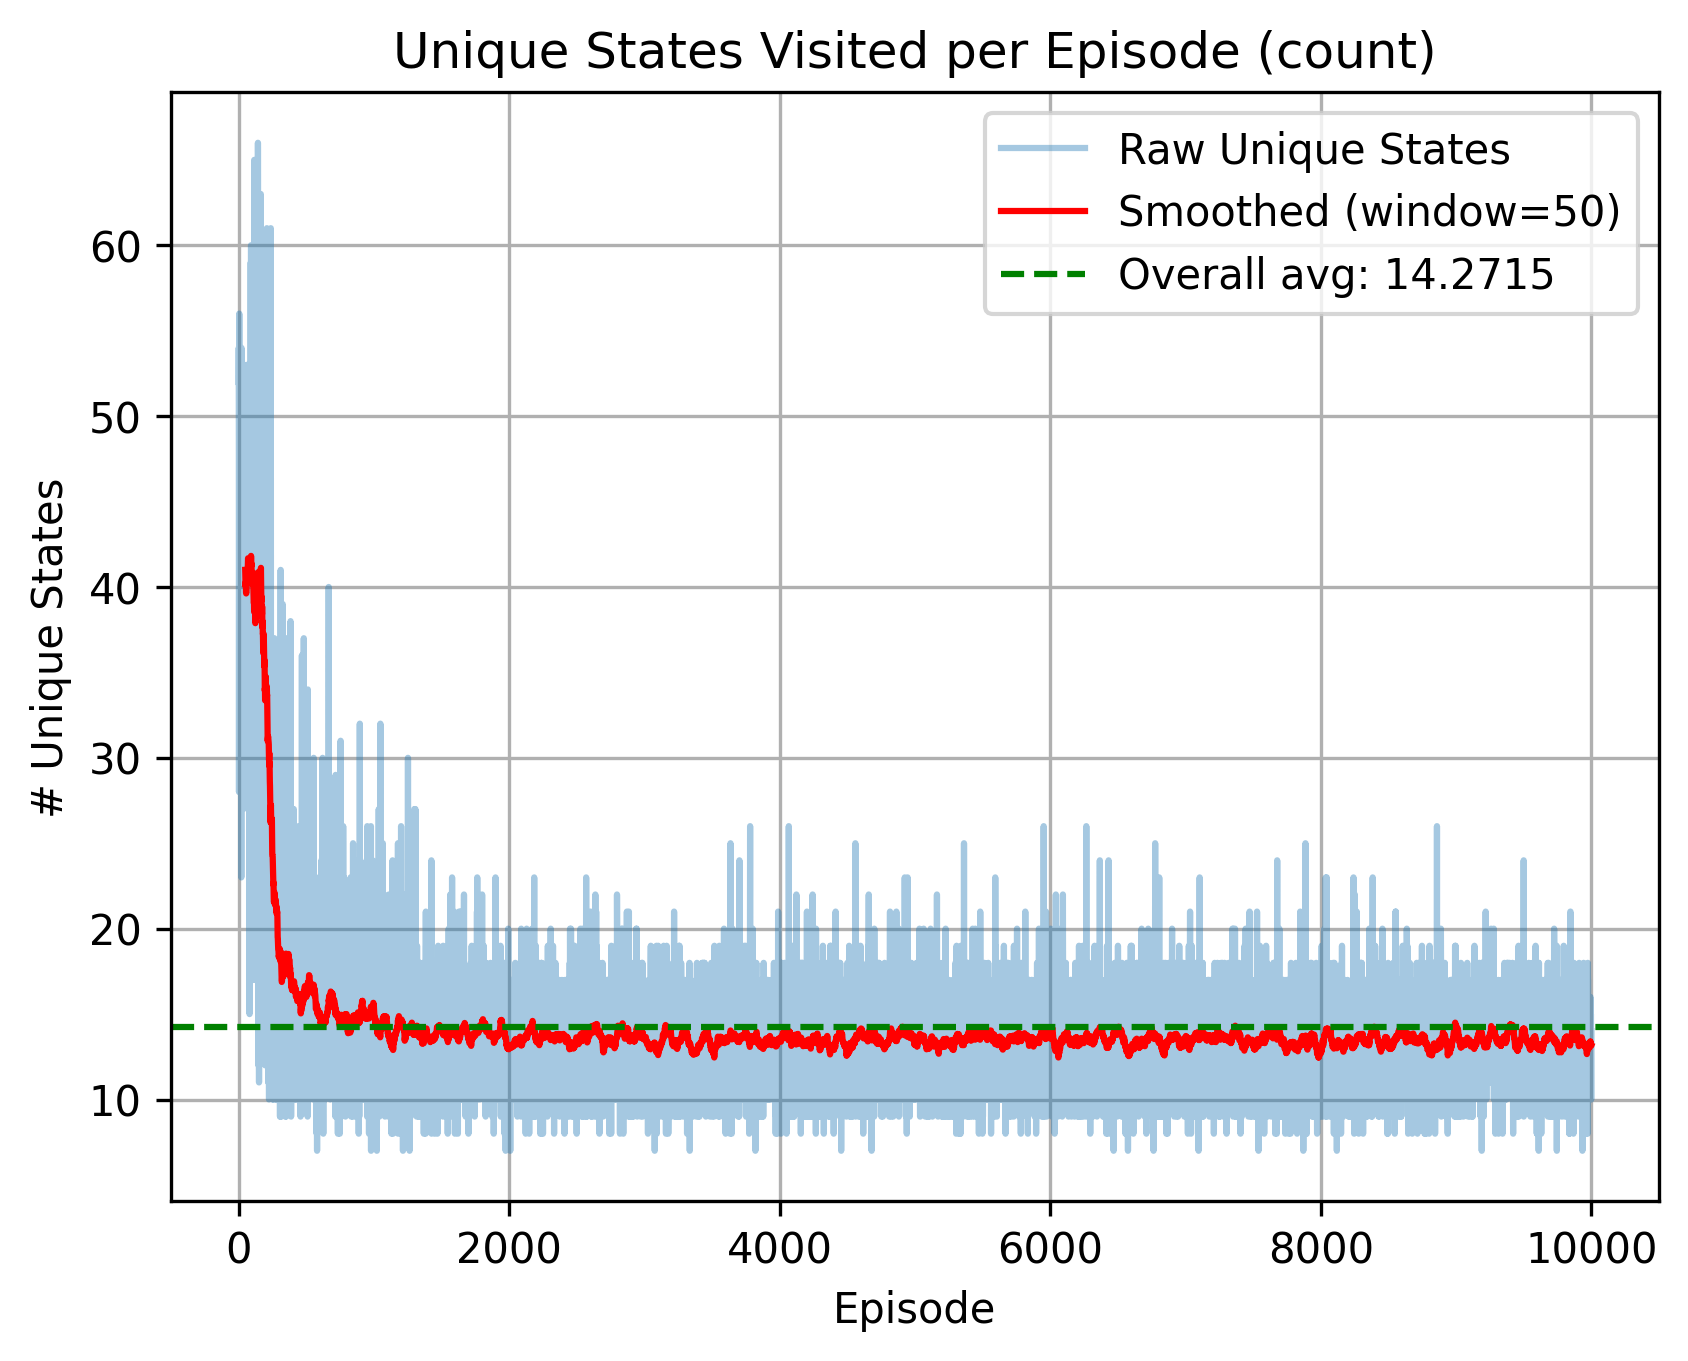 Unique States Visited per Episode (count)
Raw Unique States
Smoothed (window=50)
Overall avg: 14.2715
# Unique States
60
50
40
30
20
10
0 2000 4000 6000 8000 10000
Episode